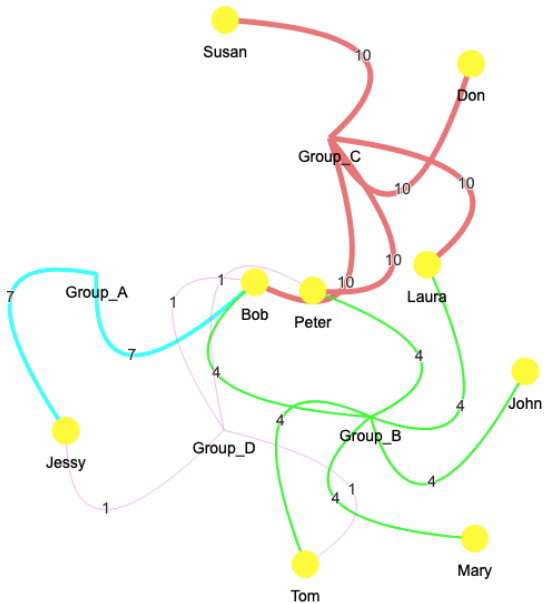 Susan
10
Don
Group_C
10
10
10
7
Group_A
1
1
10
Bob
Peter
Laura
7
4
4
John
4
4
Group_B
Group_D
Jessy
4
1
4
1
Tom
Mary